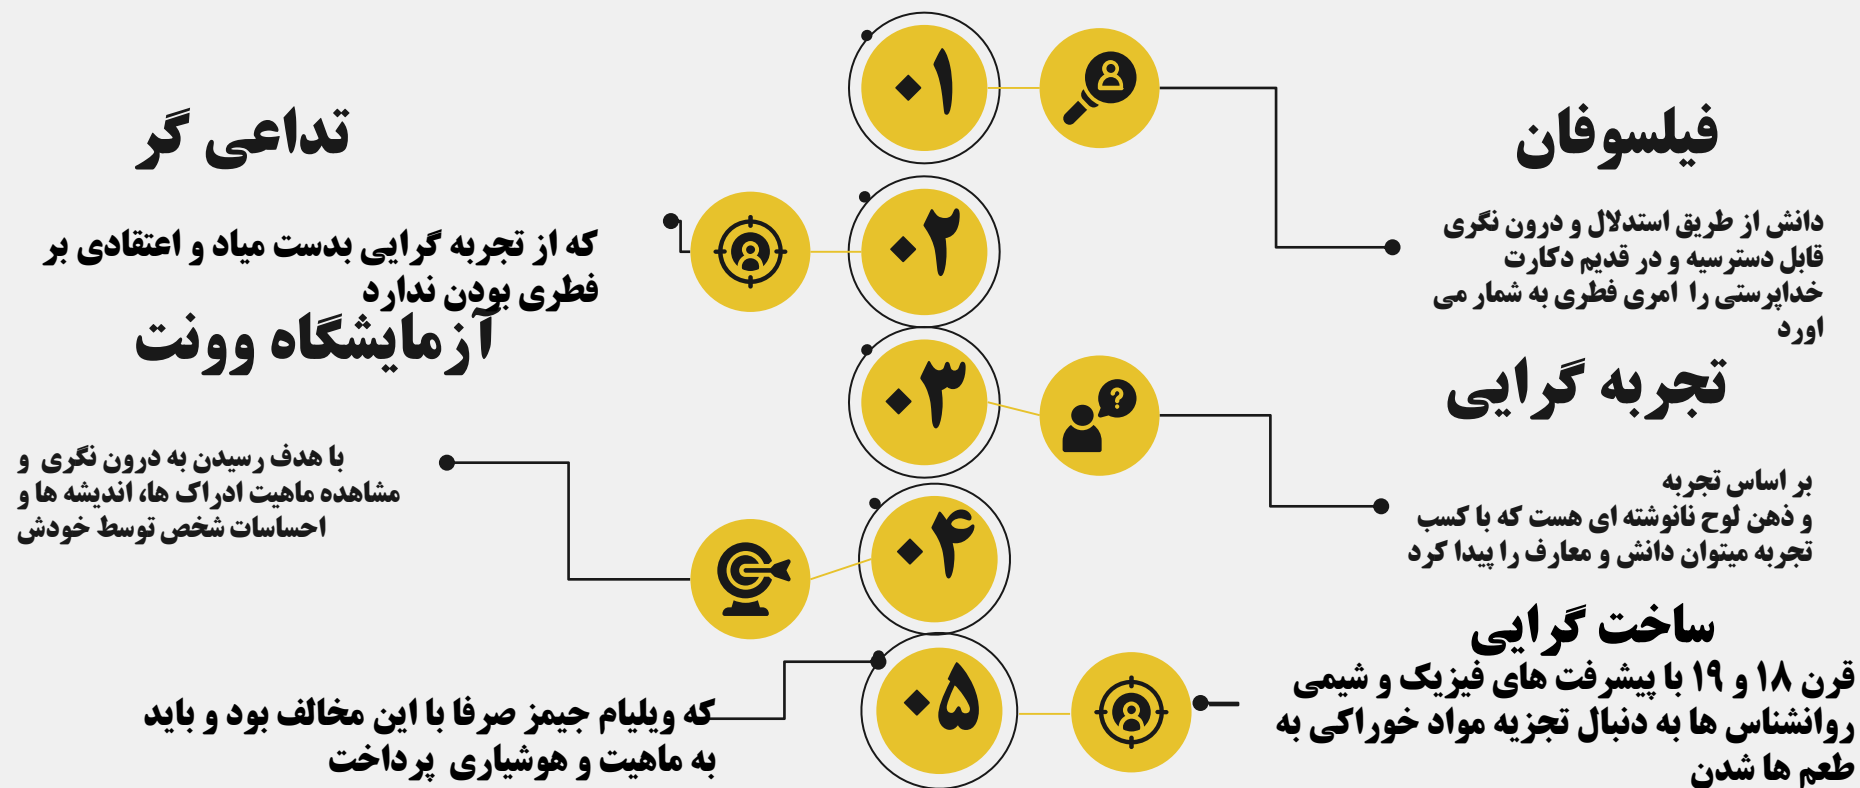 ۰۱
فیلسوفان
دانش از طریق استدلال و درون نگری
قابل دسترسیه و در قدیم دکارت
خداپرستی را امری فطری به شمار می
اورد
۰۲
تداعی گر
که از تجربه گرایی بدست میاد و اعتقادی بر
فطری بودن ندارد
۰۳
تجربه گرایی
بر اساس تجربه
و ذهن لوح نانوشته ای هست که با کسب
تجربه میتوان دانش و معارف را پیدا کرد
۰۴
آزمایشگاه وونت
با هدف رسیدن به درون نگری و
مشاهده ماهیت ادراک ها، اندیشه ها و
احساسات شخص توسط خودش
۰۵
ساخت گرایی
قرن ۱۸ و ۱۹ با پیشرفت های فیزیک و شیمی
روانشناس ها به دنبال تجزیه مواد خوراکی به
طعم ها شدن
که ویلیام جیمز صرفا با این مخالف بود و باید
به ماهیت و هوشیاری پرداخت